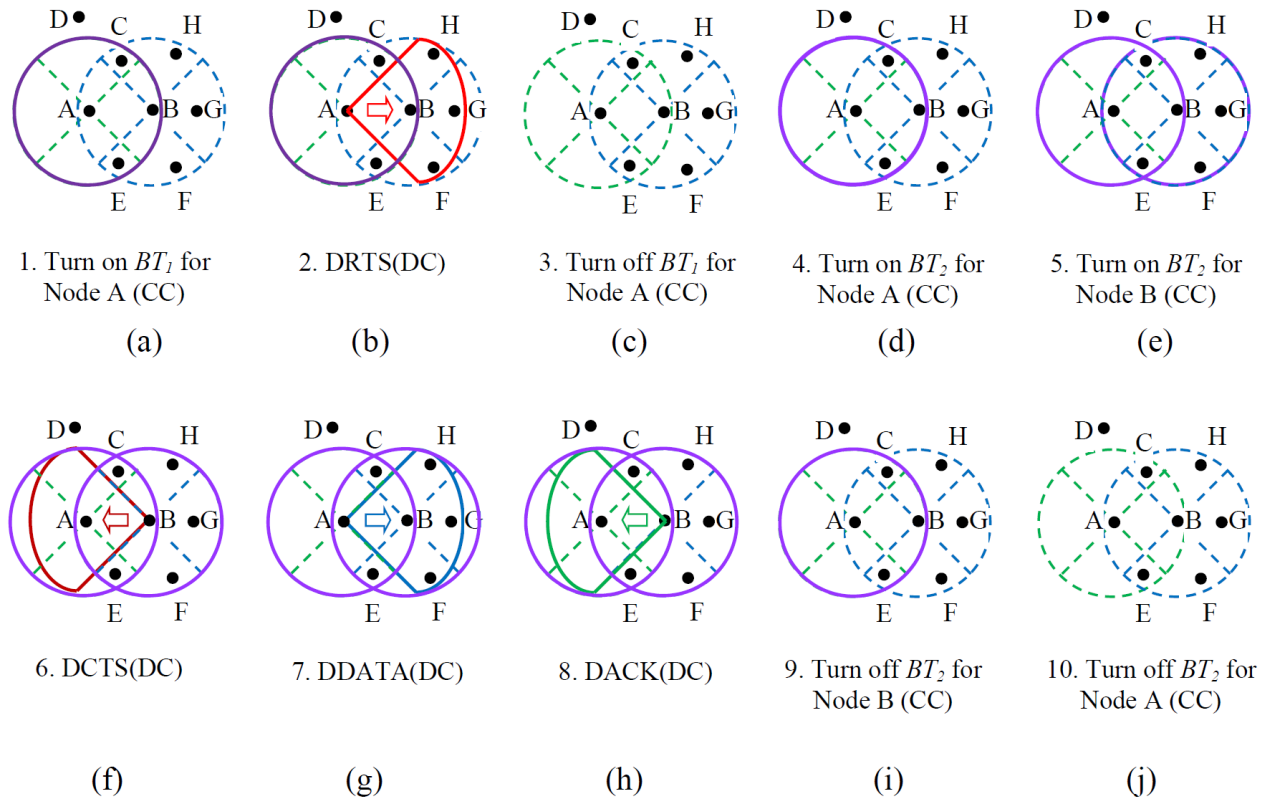 D C H
A B G
E F
1. Turn on BT1 for
Node A (CC)
(a)
D C H
A B G
E F
2. DRTS(DC)
(b)
D C H
A B G
E F
3. Turn off BT1 for
Node A (CC)
(c)
D C H
A B G
E F
4. Turn on BT2 for
Node A (CC)
(d)
D C H
A B G
E F
5. Turn on BT2 for
Node B (CC)
(e)
D C H
A B G
E F
6. DCTS(DC)
(f)
D C H
A B G
E F
7. DDATA(DC)
(g)
D C H
A B G
E F
8. DACK(DC)
(h)
D C H
A B G
E F
9. Turn off BT2 for
Node B (CC)
(i)
D C H
A B G
E F
10. Turn off BT2 for
Node A (CC)
(j)